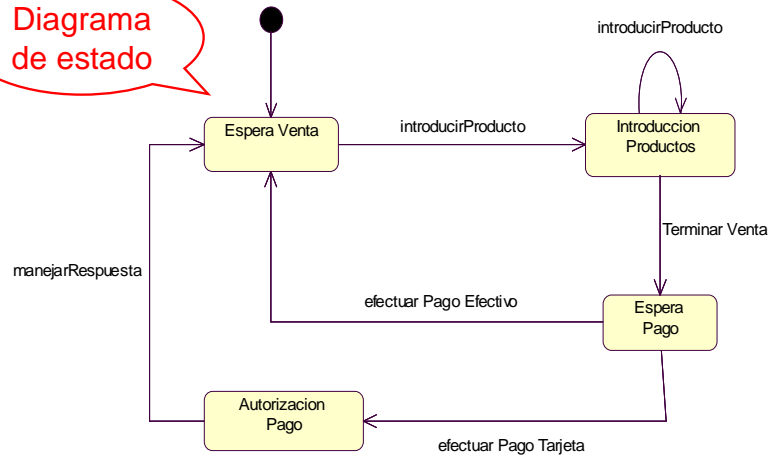 Diagrama
de estado
introducirProducto
Espera Venta
introducirProducto
Introduccion
Productos
Terminar Venta
manejarRespuesta
efectuar Pago Efectivo
Espera
Pago
Autorizacion
Pago
efectuar Pago Tarjeta